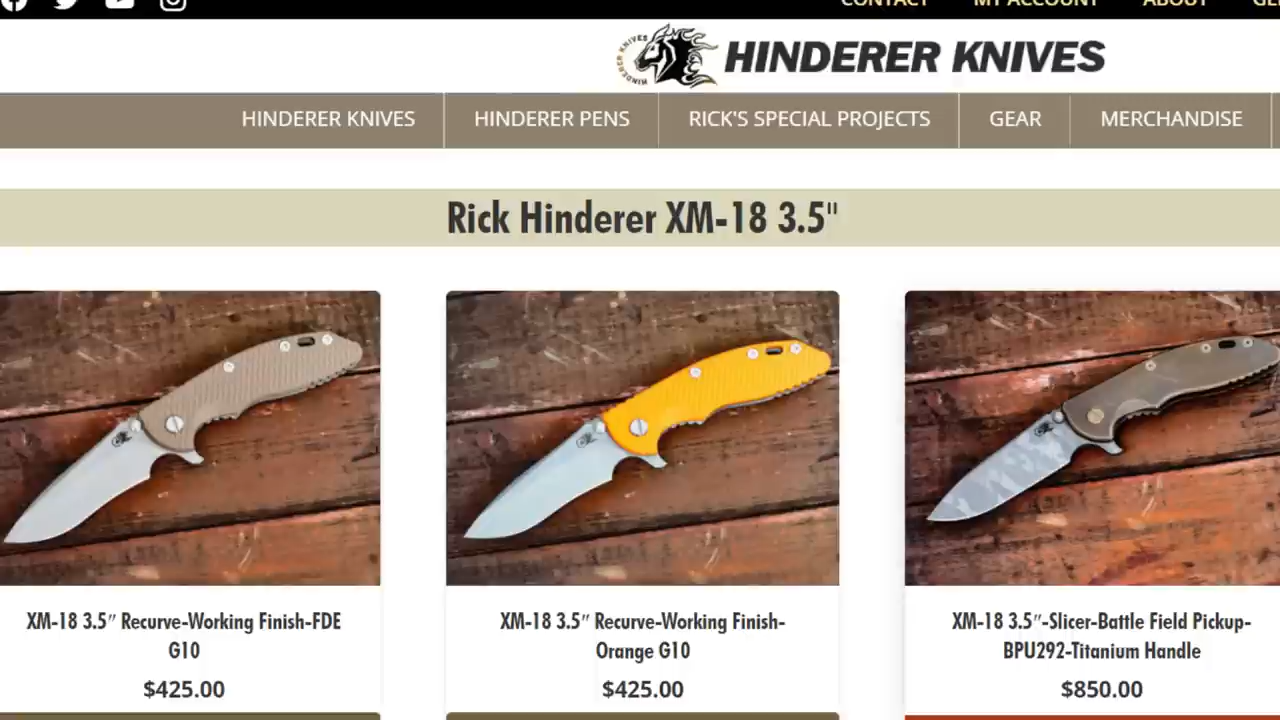 CONTACT MY ACCOUNT ABOUT
HINDERER KNIVES
HINDERER KNIVES
HINDERER KNIVES HINDERER PENS RICK'S SPECIAL PROJECTS GEAR MERCHANDISE
Rick Hinderer XM-18 3.5"
XM-18 3.5″ Recurve-Working Finish-FDE
G10
$425.00
XM-18 3.5″ Recurve-Working Finish-
Orange G10
$425.00
XM-18 3.5″-Slicer-Battle Field Pickup-
BPU292-Titanium Handle
$850.00